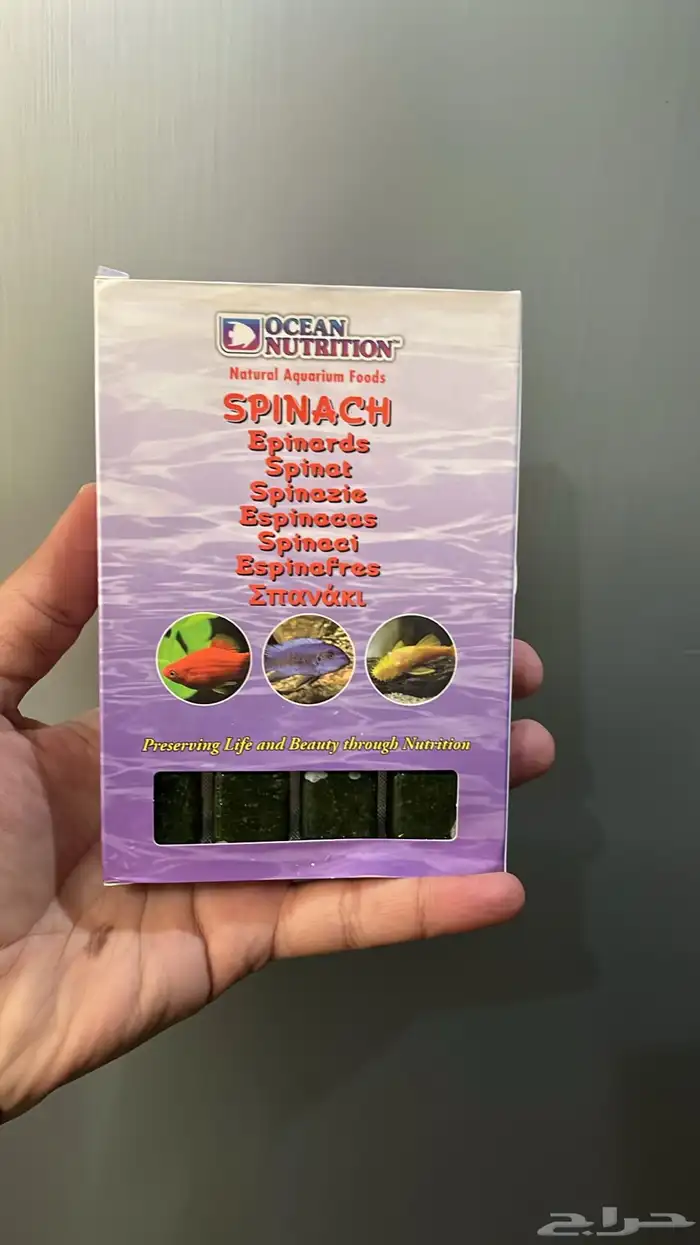 OCEAN
NUTRITION™
Natural Aquarium Foods
SPINACH
Epinards
Spinat
Spinazie
Espinacas
Spinaci
Espinafres
Σπανάκι
Preserving Life and Beauty through Nutrition
حراج